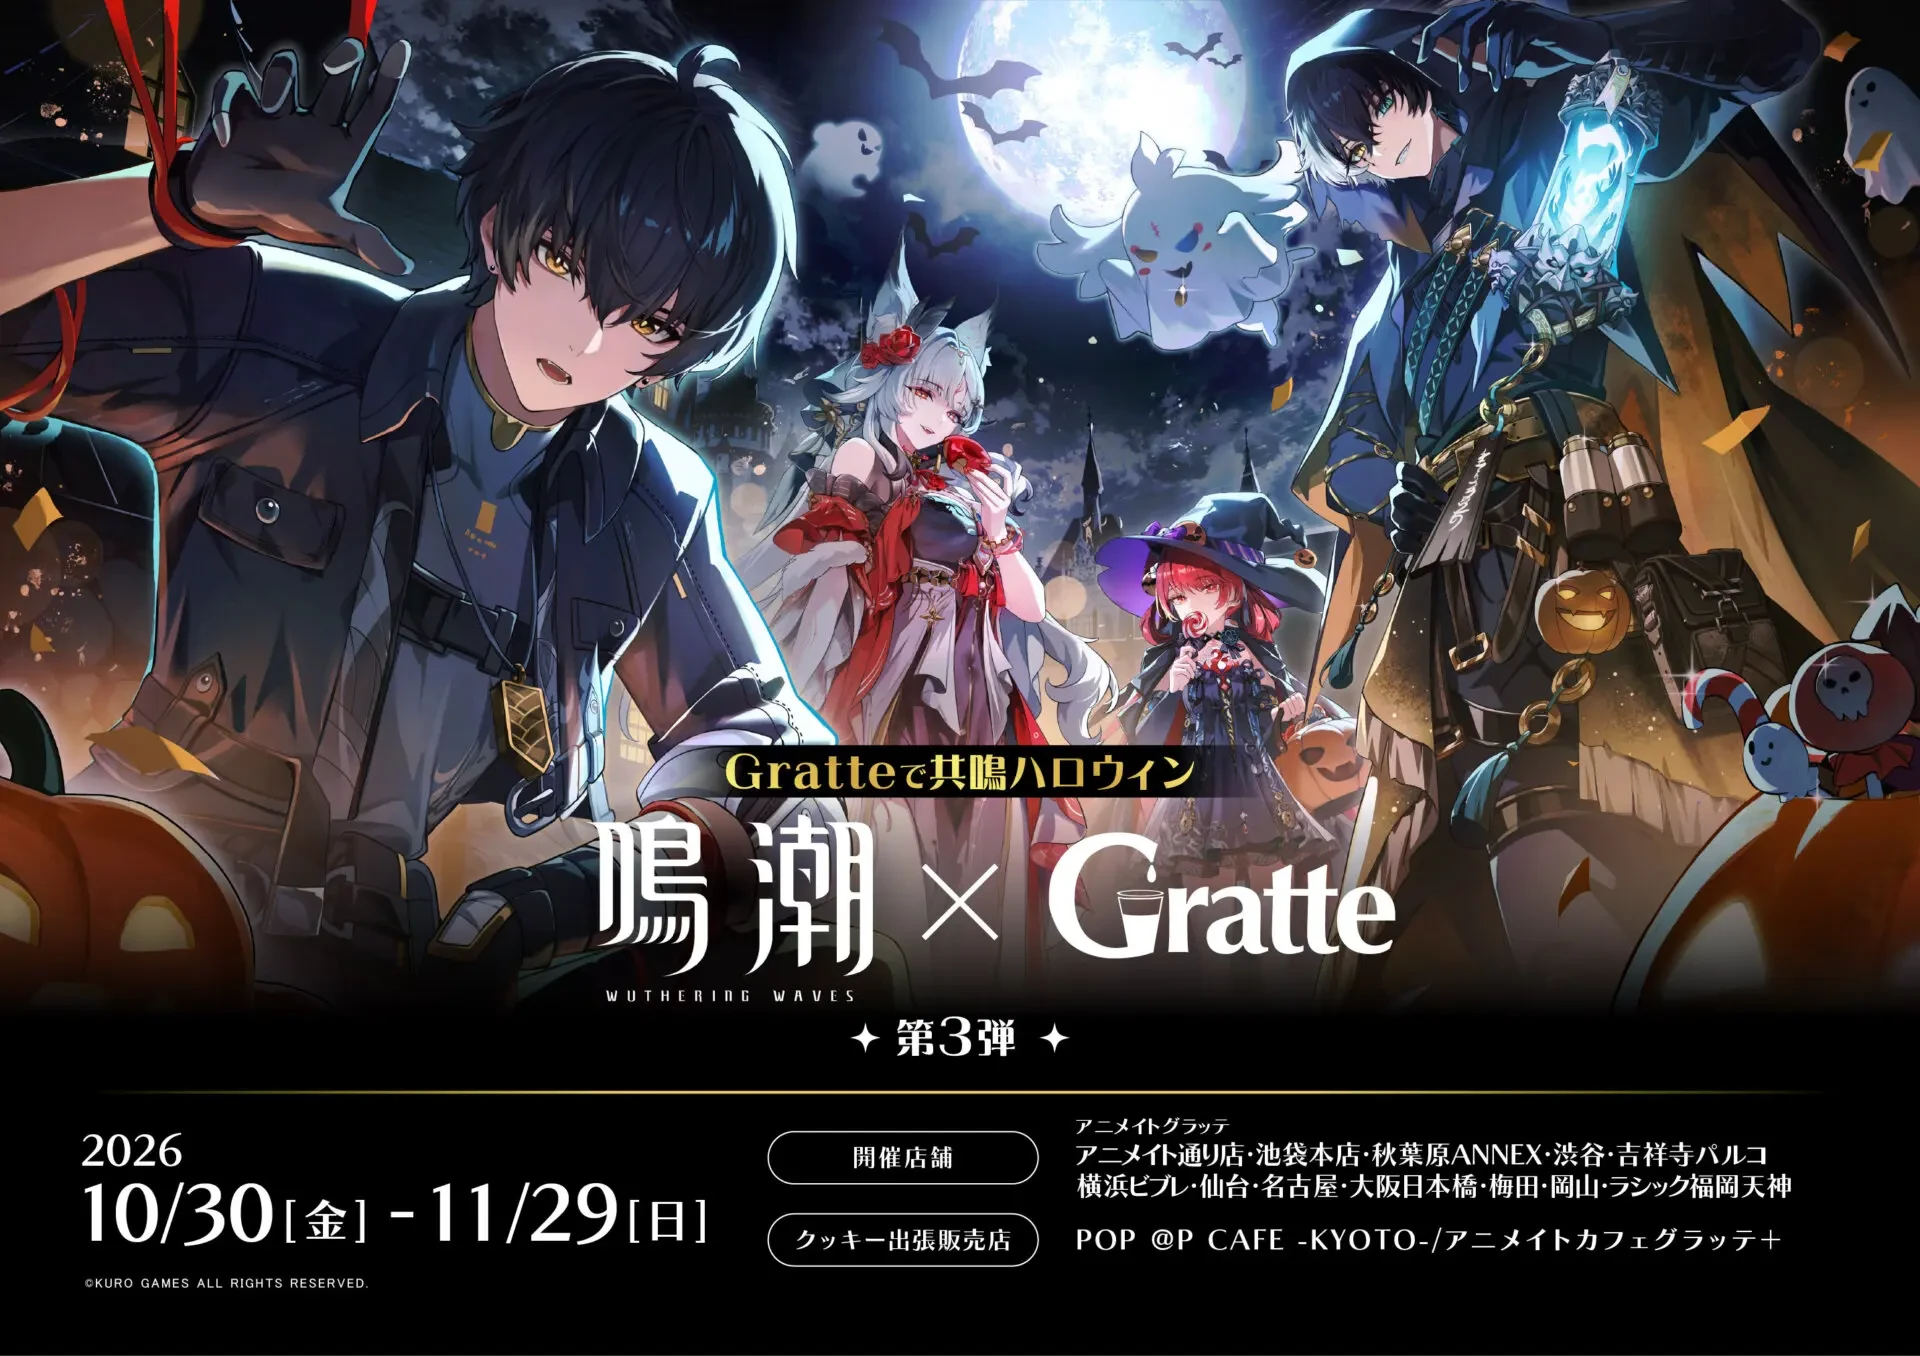 Gratteで共鳴ハロウィン
鳴潮 × Gratte
WUTHERING WAVES
第3弾
2026
10/30[金] - 11/29[日]
©KURO GAMES ALL RIGHTS RESERVED.
開催店舗
アニメイトグラッテ
アニメイト通り店・池袋本店・秋葉原ANNEX・渋谷・吉祥寺パルコ
横浜ビブレ・仙台・名古屋・大阪日本橋・梅田・岡山・ラシック福岡天神
クッキー出張販売店
POP @P CAFE -KYOTO-/アニメイトカフェグラッテ＋